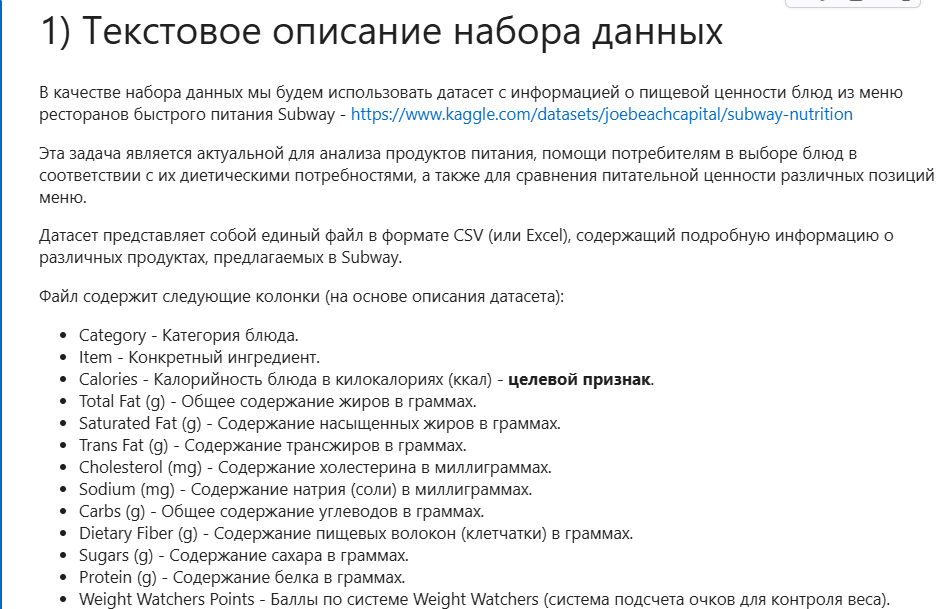 1) Текстовое описание набора данных
В качестве набора данных мы будем использовать датасет с информацией о пищевой ценности блюд из меню
ресторанов быстрого питания Subway - https://www.kaggle.com/datasets/joebeachcapital/subway-nutrition
Эта задача является актуальной для анализа продуктов питания, помощи потребителям в выборе блюд в
соответствии с их диетическими потребностями, а также для сравнения питательной ценности различных позиций
меню.
Датасет представляет собой единый файл в формате CSV (или Excel), содержащий подробную информацию о
различных продуктах, предлагаемых в Subway.
Файл содержит следующие колонки (на основе описания датасета):
• Category - Категория блюда.
• Item - Конкретный ингредиент.
• Calories - Калорийность блюда в килокалориях (ккал) - целевой признак.
• Total Fat (g) - Общее содержание жиров в граммах.
• Saturated Fat (g) - Содержание насыщенных жиров в граммах.
• Trans Fat (g) - Содержание трансжиров в граммах.
• Cholesterol (mg) - Содержание холестерина в миллиграммах.
• Sodium (mg) - Содержание натрия (соли) в миллиграммах.
• Carbs (g) - Общее содержание углеводов в граммах.
• Dietary Fiber (g) - Содержание пищевых волокон (клетчатки) в граммах.
• Sugars (g) - Содержание сахара в граммах.
• Protein (g) - Содержание белка в граммах.
• Weight Watchers Points - Баллы по системе Weight Watchers (система подсчета очков для контроля веса).